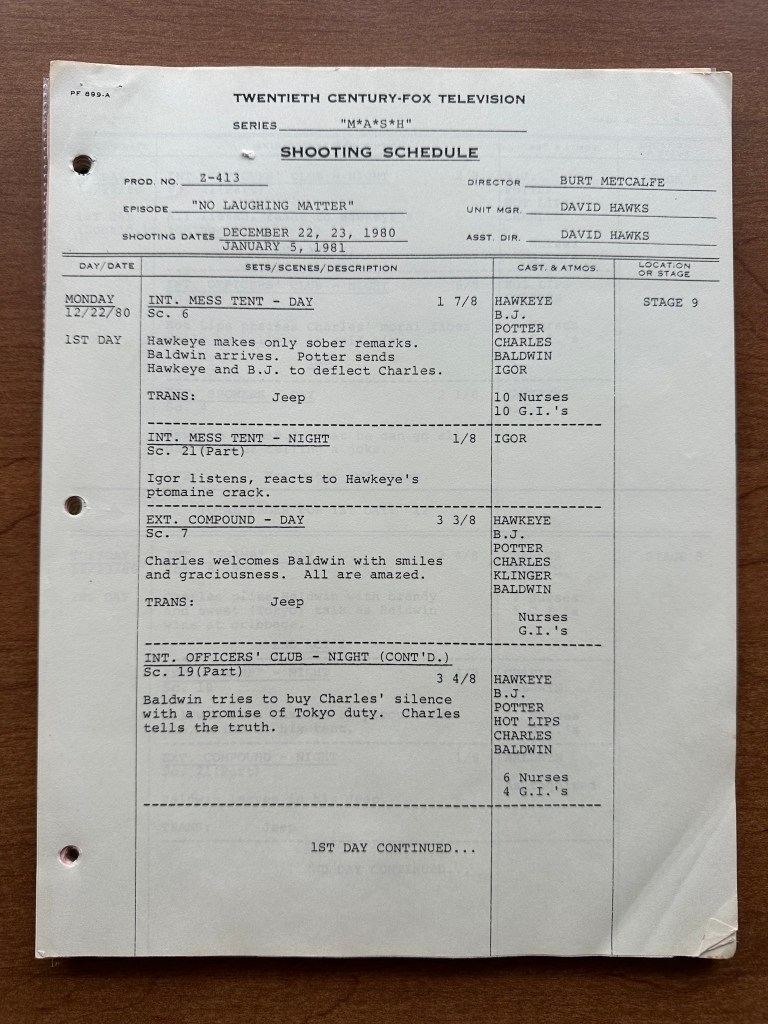 PF 899-A
TWENTIETH CENTURY-FOX TELEVISION
SERIES "M*A*S*H"
SHOOTING SCHEDULE
PROD. NO. Z-413
DIRECTOR BURT METCALFE
EPISODE "NO LAUGHING MATTER"
UNIT MGR. DAVID HAWKS
SHOOTING DATES DECEMBER 22, 23, 1980
JANUARY 5, 1981
ASST. DIR. DAVID HAWKS
DAY/DATE SETS/SCENES/DESCRIPTION CAST. & ATMOS. LOCATION OR STAGE
MONDAY INT. MESS TENT - DAY 1 7/8 HAWKEYE STAGE 9
12/22/80 Sc. 6 B.J.
POTTER
1ST DAY Hawkeye makes only sober remarks. CHARLES
Baldwin arrives. Potter sends BALDWIN
Hawkeye and B.J. to deflect Charles. IGOR
TRANS: Jeep 10 Nurses
10 G.I.'s
INT. MESS TENT - NIGHT 1/8 IGOR
Sc. 21(Part)
Igor listens, reacts to Hawkeye's
ptomaine crack.
EXT. COMPOUND - DAY 3 3/8 HAWKEYE
Sc. 7 B.J.
POTTER
Charles welcomes Baldwin with smiles CHARLES
and graciousness. All are amazed. KLINGER
BALDWIN
TRANS: Jeep
Nurses
G.I.'s
INT. OFFICERS' CLUB - NIGHT (CONT'D.)
Sc. 19(Part) 3 4/8 HAWKEYE
B.J.
Baldwin tries to buy Charles' silence POTTER
with a promise of Tokyo duty. Charles HOT LIPS
tells the truth. CHARLES
BALDWIN
6 Nurses
4 G.I.'s
1ST DAY CONTINUED...